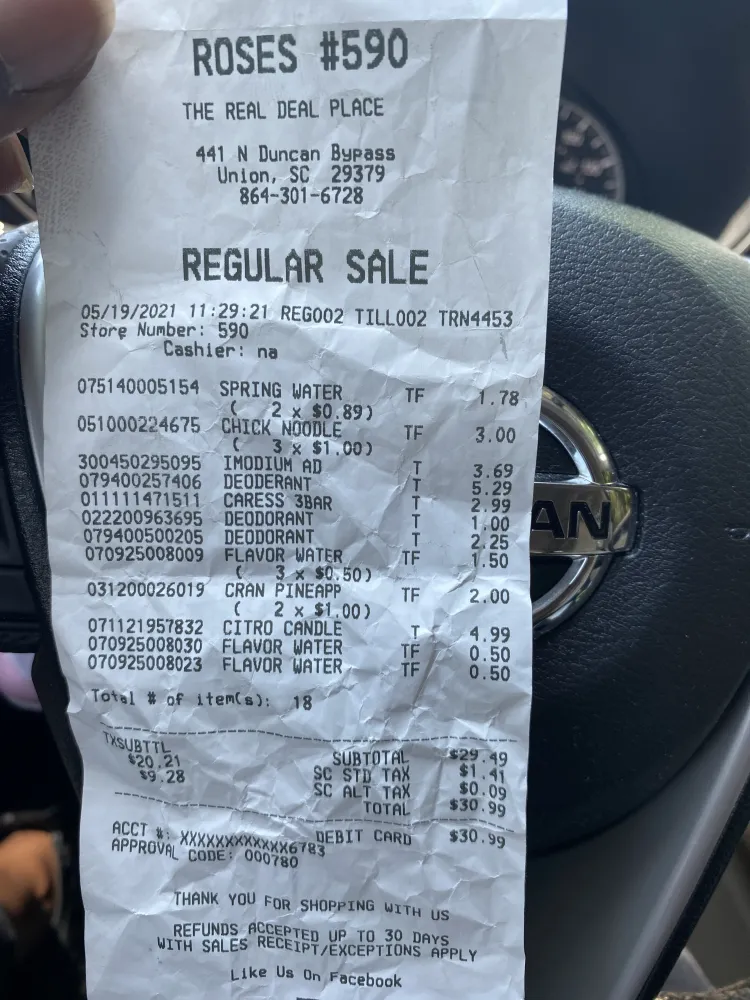 ROSES #590
THE REAL DEAL PLACE
441 N Duncan Bypass
Union, SC 29379
864-301-6728
REGULAR SALE
05/19/2021 11:29:21 REG002 TILL002 TRN4453
Store Number: 590
Cashier: na
075140005154 SPRING WATER TF 1.78
( 2 x $0.89)
051000224675 CHICK NOODLE TF 3.00
( 3 x $1.00)
300450295095 IMODIUM AD T 3.69
079400257406 DEODERANT T 5.29
011111471511 CARESS 3BAR T 2.99
022200963695 DEODORANT T 1.00
079400500205 DEODORANT T 2.25
070925008009 FLAVOR WATER TF 1.50
( 3 x $0.50)
031200026019 CRAN PINEAPP TF 2.00
( 2 x $1.00)
071121957832 CITRO CANDLE T 4.99
070925008030 FLAVOR WATER TF 0.50
070925008023 FLAVOR WATER TF 0.50
Total # of item(s): 18
TXSUBTTL SUBTOTAL $29.49
$20.21 SC STD TAX $1.41
$9.28 SC ALT TAX $0.09
TOTAL $30.99
ACCT #: XXXXXXXXXXXX6783 DEBIT CARD $30.99
APPROVAL CODE: 000780
THANK YOU FOR SHOPPING WITH US
REFUNDS ACCEPTED UP TO 30 DAYS
WITH SALES RECEIPT/EXCEPTIONS APPLY
Like Us On Facebook
AN